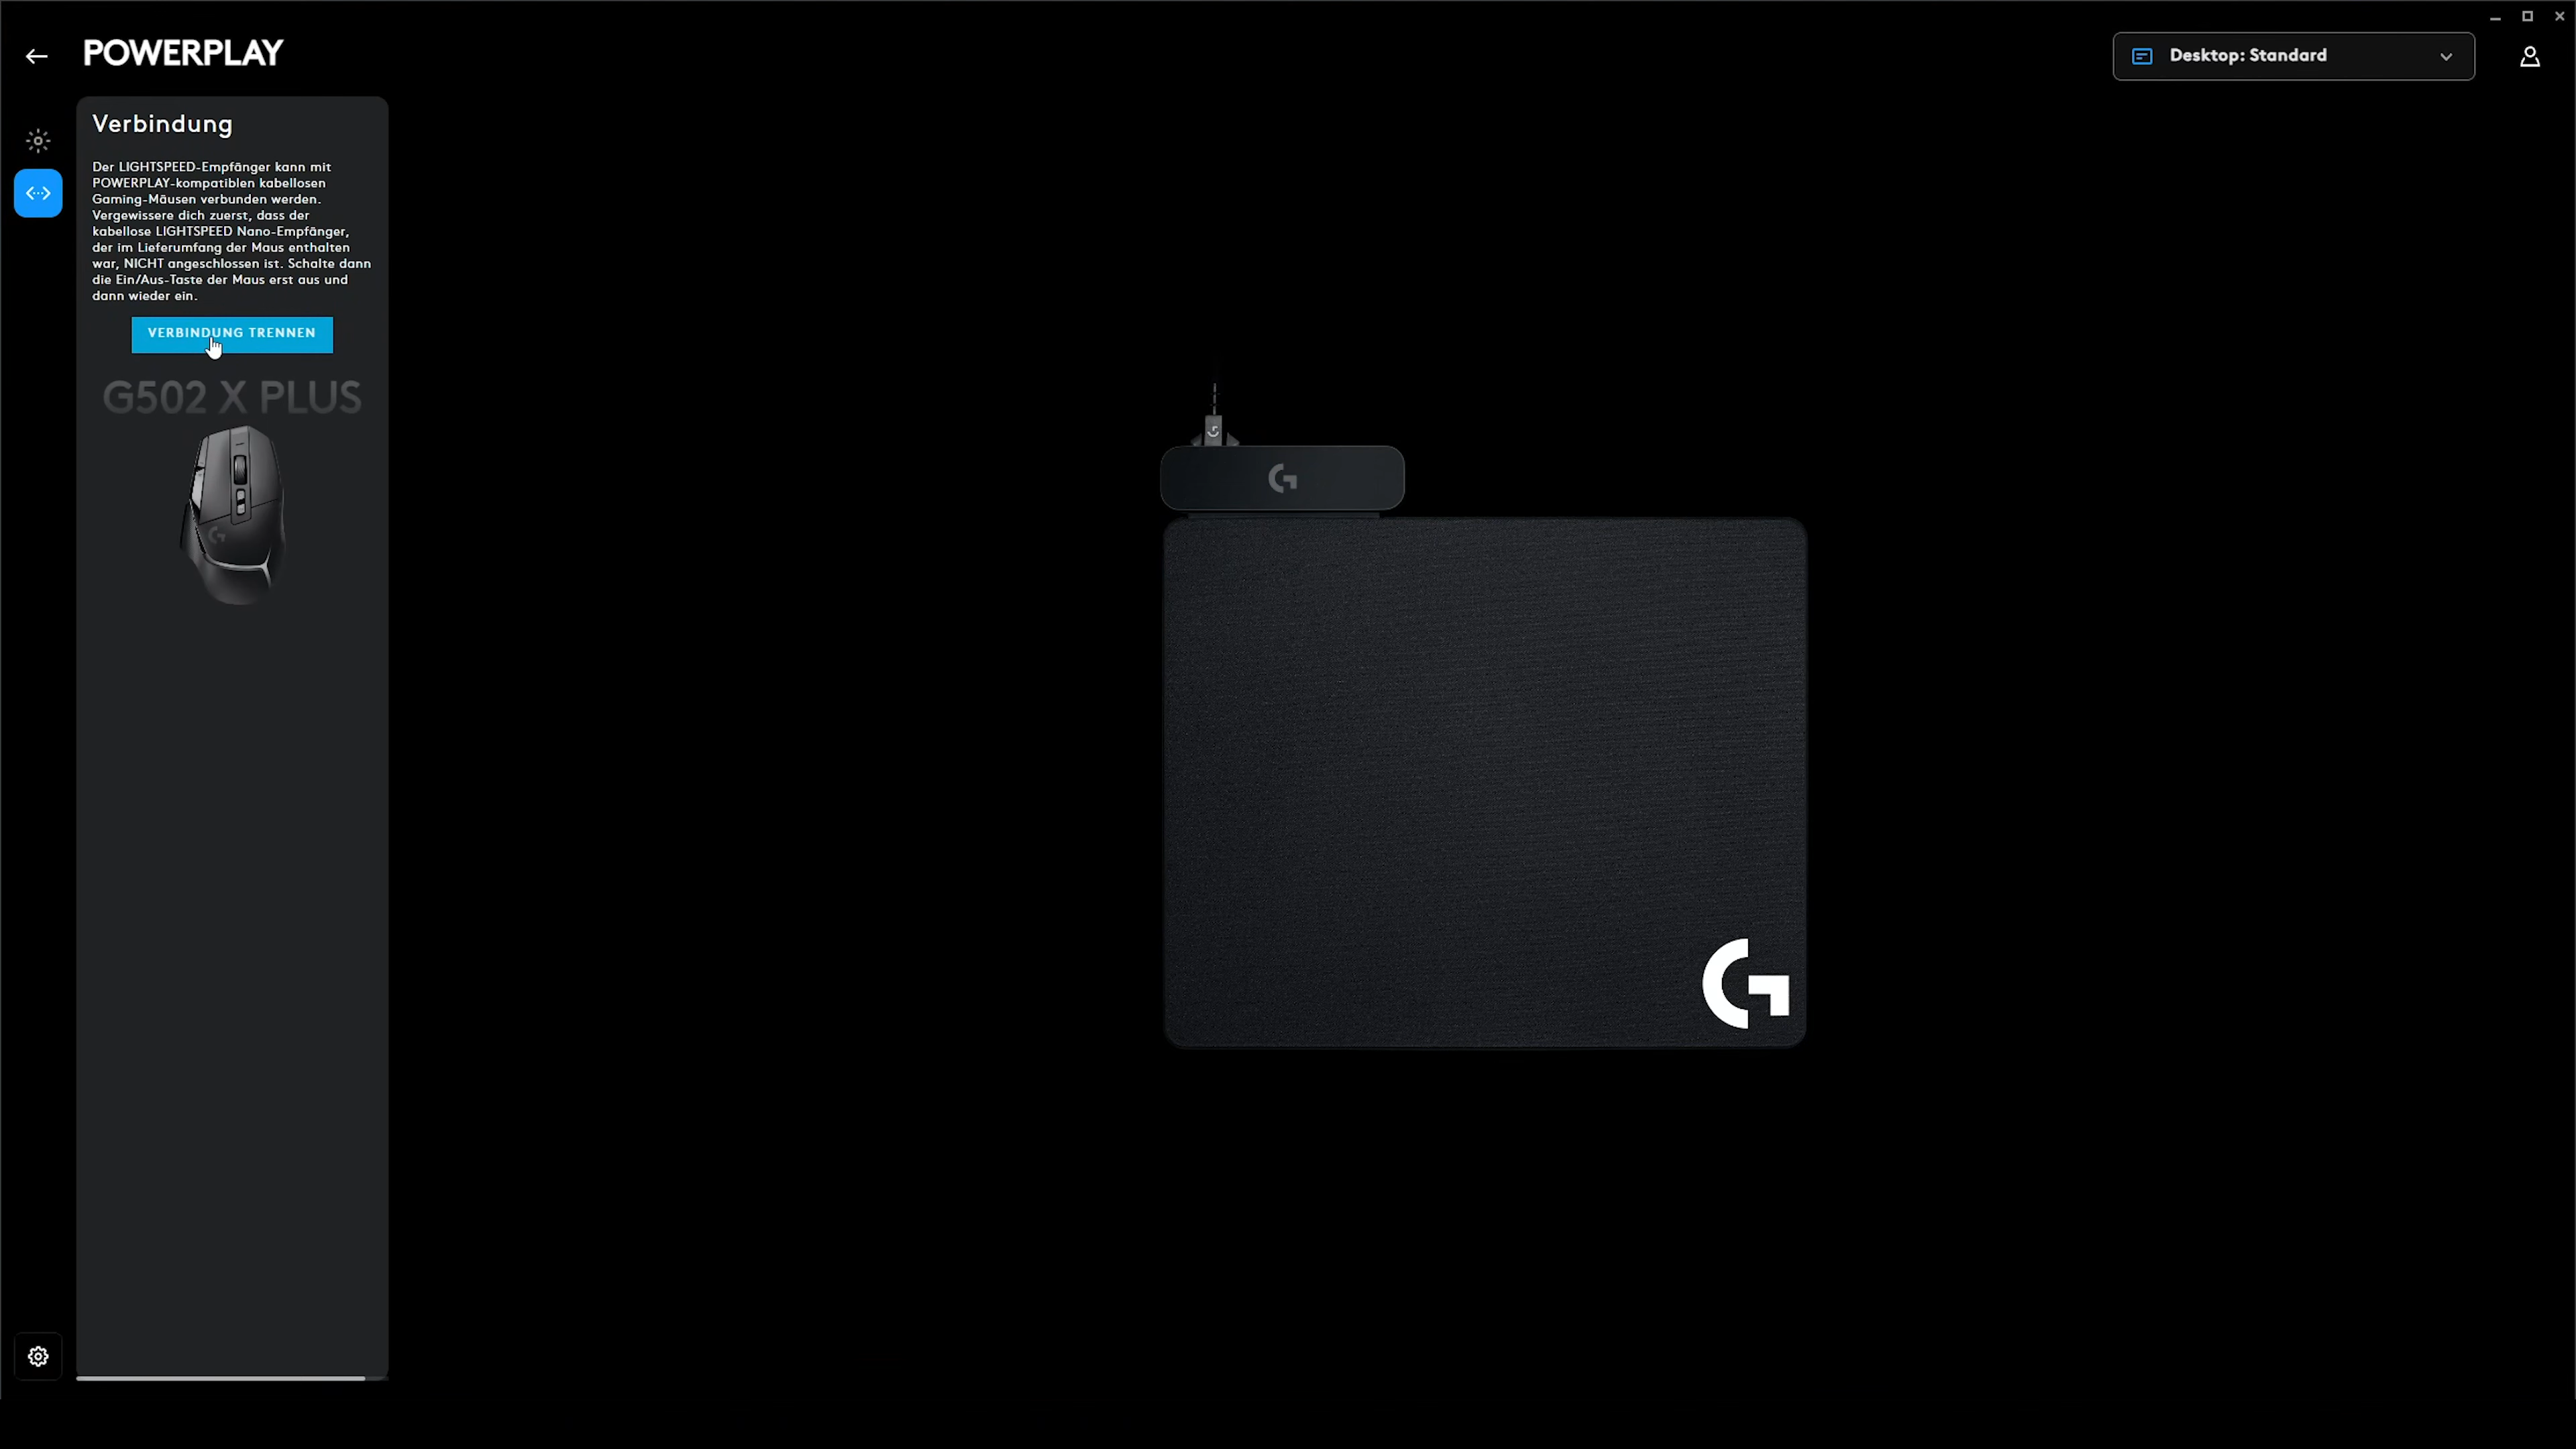 POWERPLAY
Desktop: Standard
Verbindung
Der LIGHTSPEED-Empfänger kann mit
POWERPLAY-kompatiblen kabellosen
Gaming-Mäusen verbunden werden.
Vergewissere dich zuerst, dass der
kabellose LIGHTSPEED Nano-Empfänger,
der im Lieferumfang der Maus enthalten
war, NICHT angeschlossen ist. Schalte dann
die Ein/Aus-Taste der Maus erst aus und
dann wieder ein.
VERBINDUNG TRENNEN
G502 X PLUS